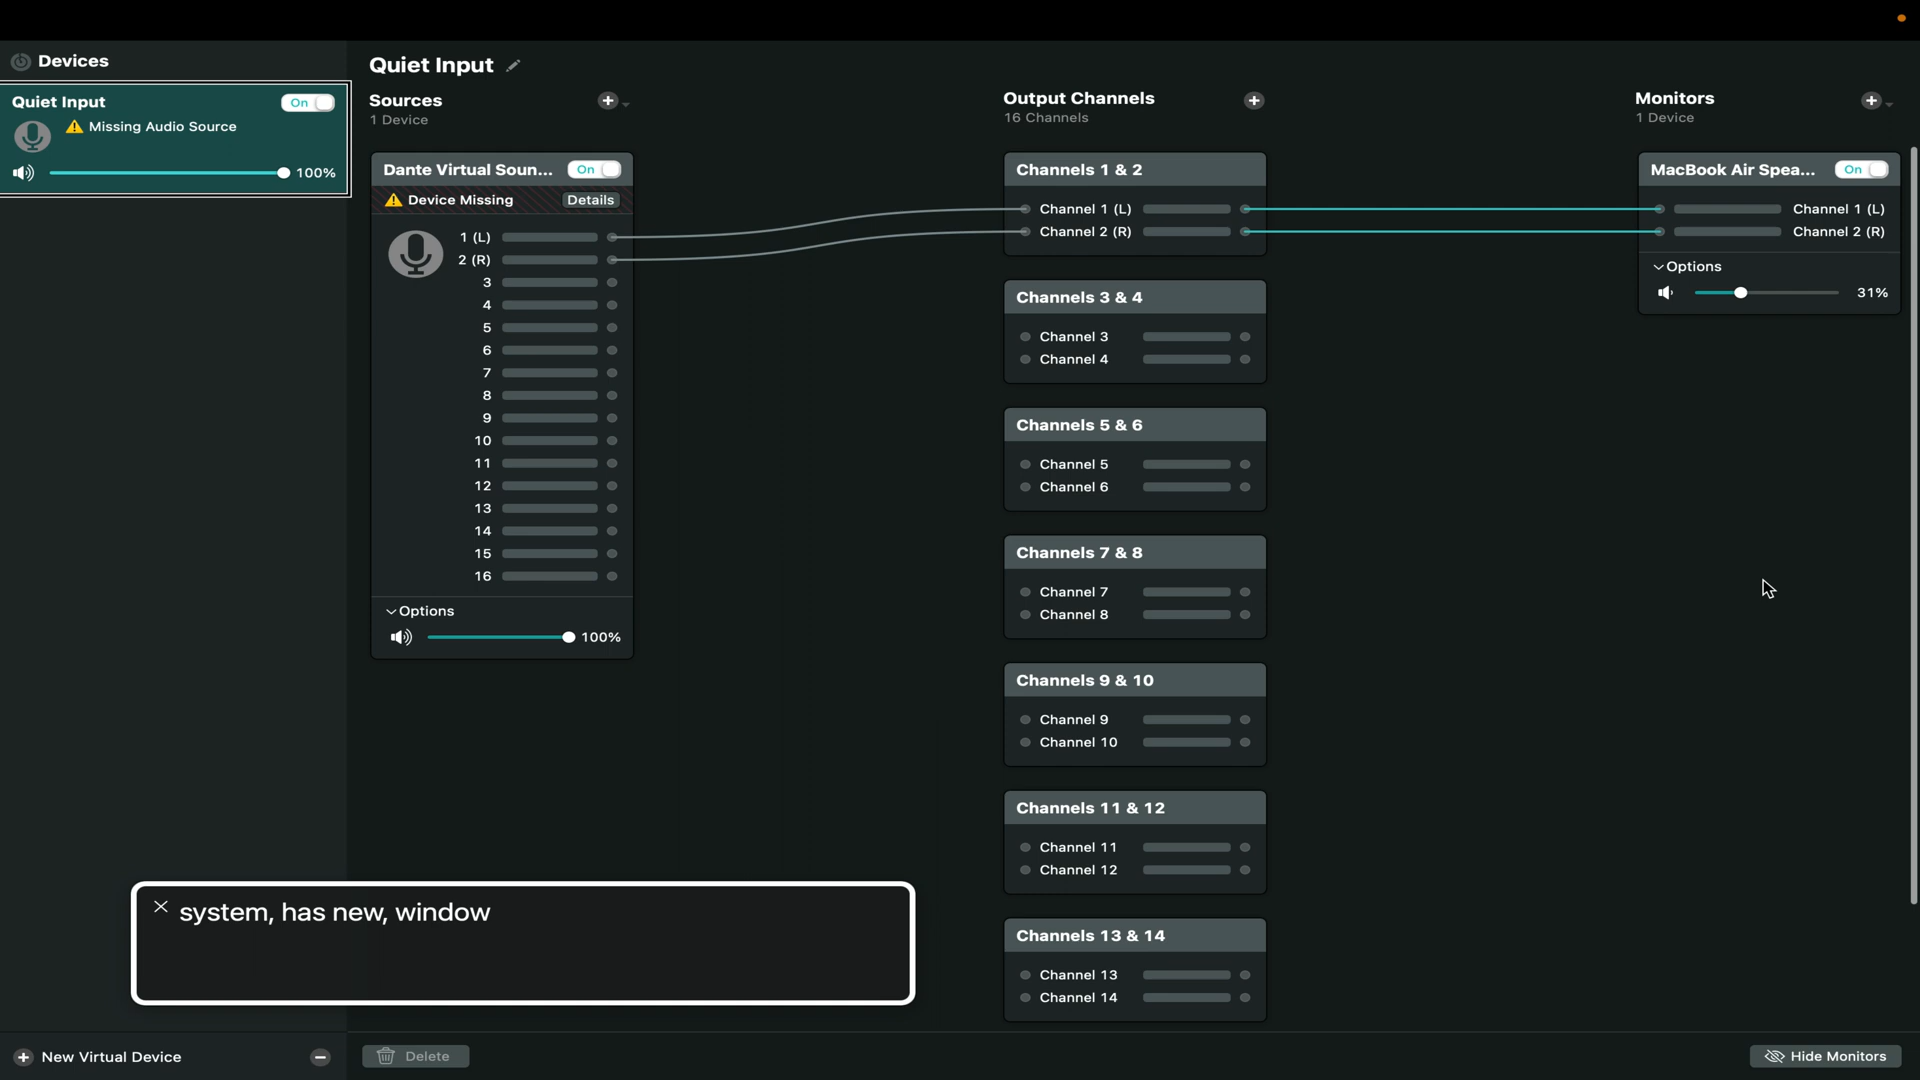 Devices
Quiet Input
On
Missing Audio Source
100%
New Virtual Device
Quiet Input
Sources
1 Device
Dante Virtual Soun...
On
Device Missing
Details
1 (L)
2 (R)
3
4
5
6
7
8
9
10
11
12
13
14
15
16
Options
100%
Output Channels
16 Channels
Channels 1 & 2
Channel 1 (L)
Channel 2 (R)
Channels 3 & 4
Channel 3
Channel 4
Channels 5 & 6
Channel 5
Channel 6
Channels 7 & 8
Channel 7
Channel 8
Channels 9 & 10
Channel 9
Channel 10
Channels 11 & 12
Channel 11
Channel 12
Channels 13 & 14
Channel 13
Channel 14
Monitors
1 Device
MacBook Air Spea...
On
Channel 1 (L)
Channel 2 (R)
Options
31%
system, has new, window
Delete
Hide Monitors